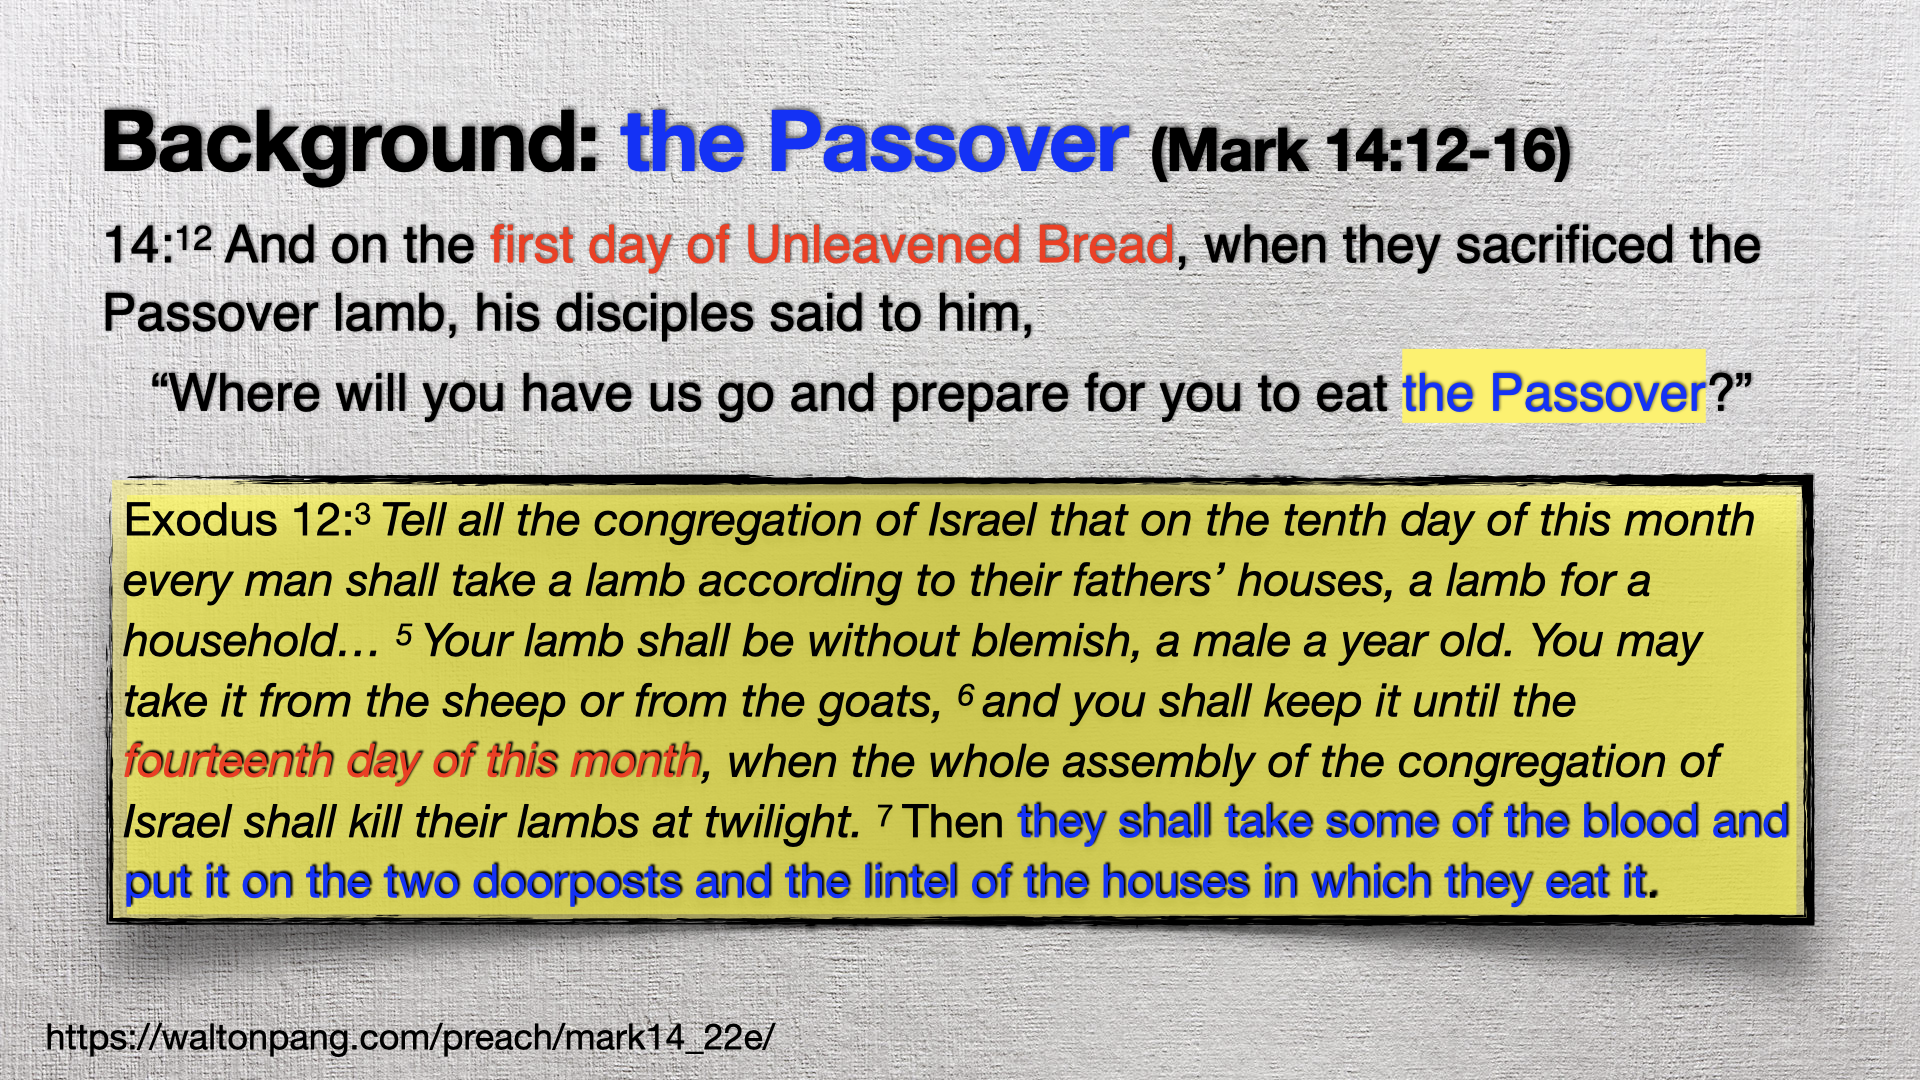 Background: the Passover (Mark 14:12-16)
14:¹² And on the first day of Unleavened Bread, when they sacrificed the
Passover lamb, his disciples said to him,
“Where will you have us go and prepare for you to eat the Passover?”
Exodus 12:³ Tell all the congregation of Israel that on the tenth day of this month
every man shall take a lamb according to their fathers’ houses, a lamb for a
household… ⁵ Your lamb shall be without blemish, a male a year old. You may
take it from the sheep or from the goats, ⁶ and you shall keep it until the
fourteenth day of this month, when the whole assembly of the congregation of
Israel shall kill their lambs at twilight. ⁷ Then they shall take some of the blood and
put it on the two doorposts and the lintel of the houses in which they eat it.
https://waltonpang.com/preach/mark14_22e/